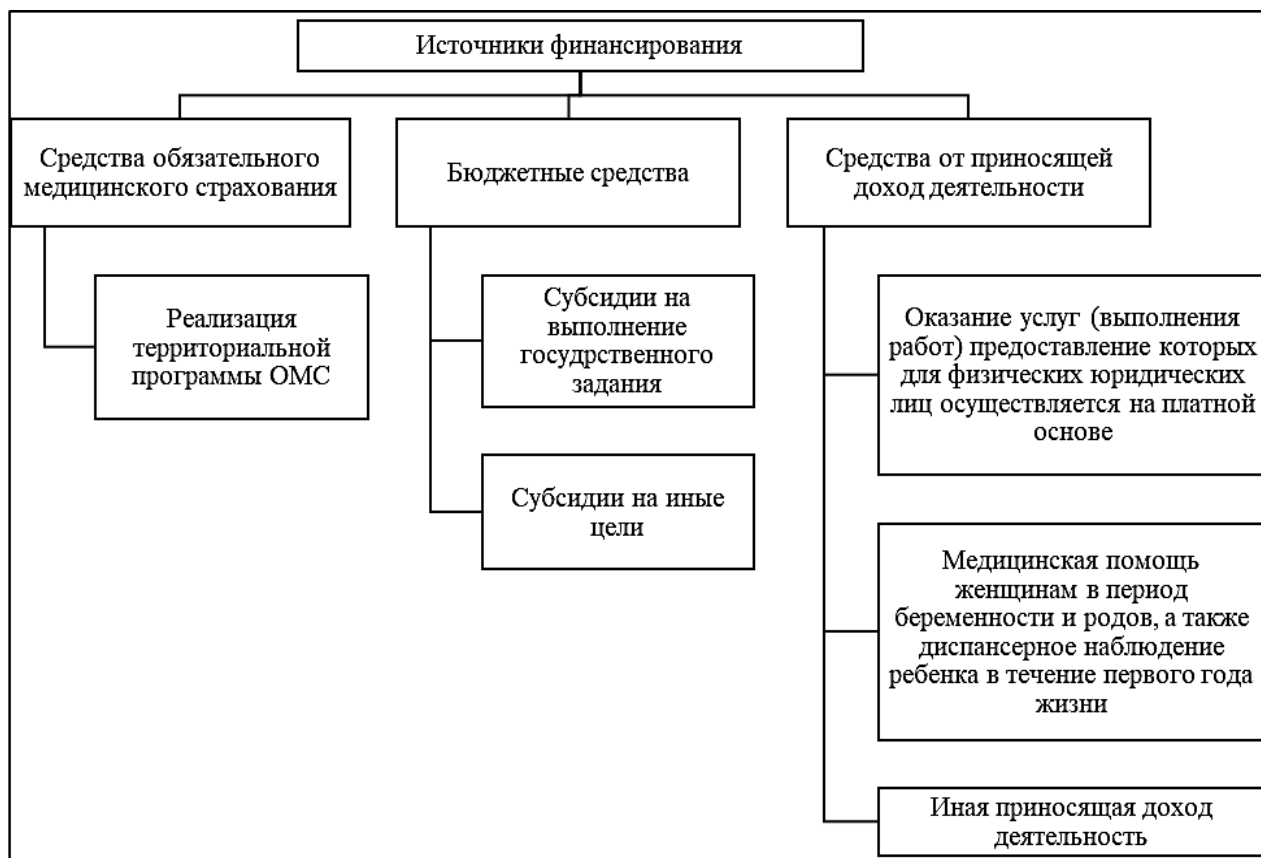 Источники финансирования
Средства обязательного
медицинского страхования
Бюджетные средства
Средства от приносящей
доход деятельности
Реализация
территориальной
программы ОМС
Субсидии на
выполнение
госудрственного
задания
Субсидии на иные
цели
Оказание услуг (выполнения
работ) предоставление которых
для физических юридических
лиц осуществляется на платной
основе
Медицинская помощь
женщинам в период
беременности и родов, а также
диспансерное наблюдение
ребенка в течение первого года
жизни
Иная приносящая доход
деятельность